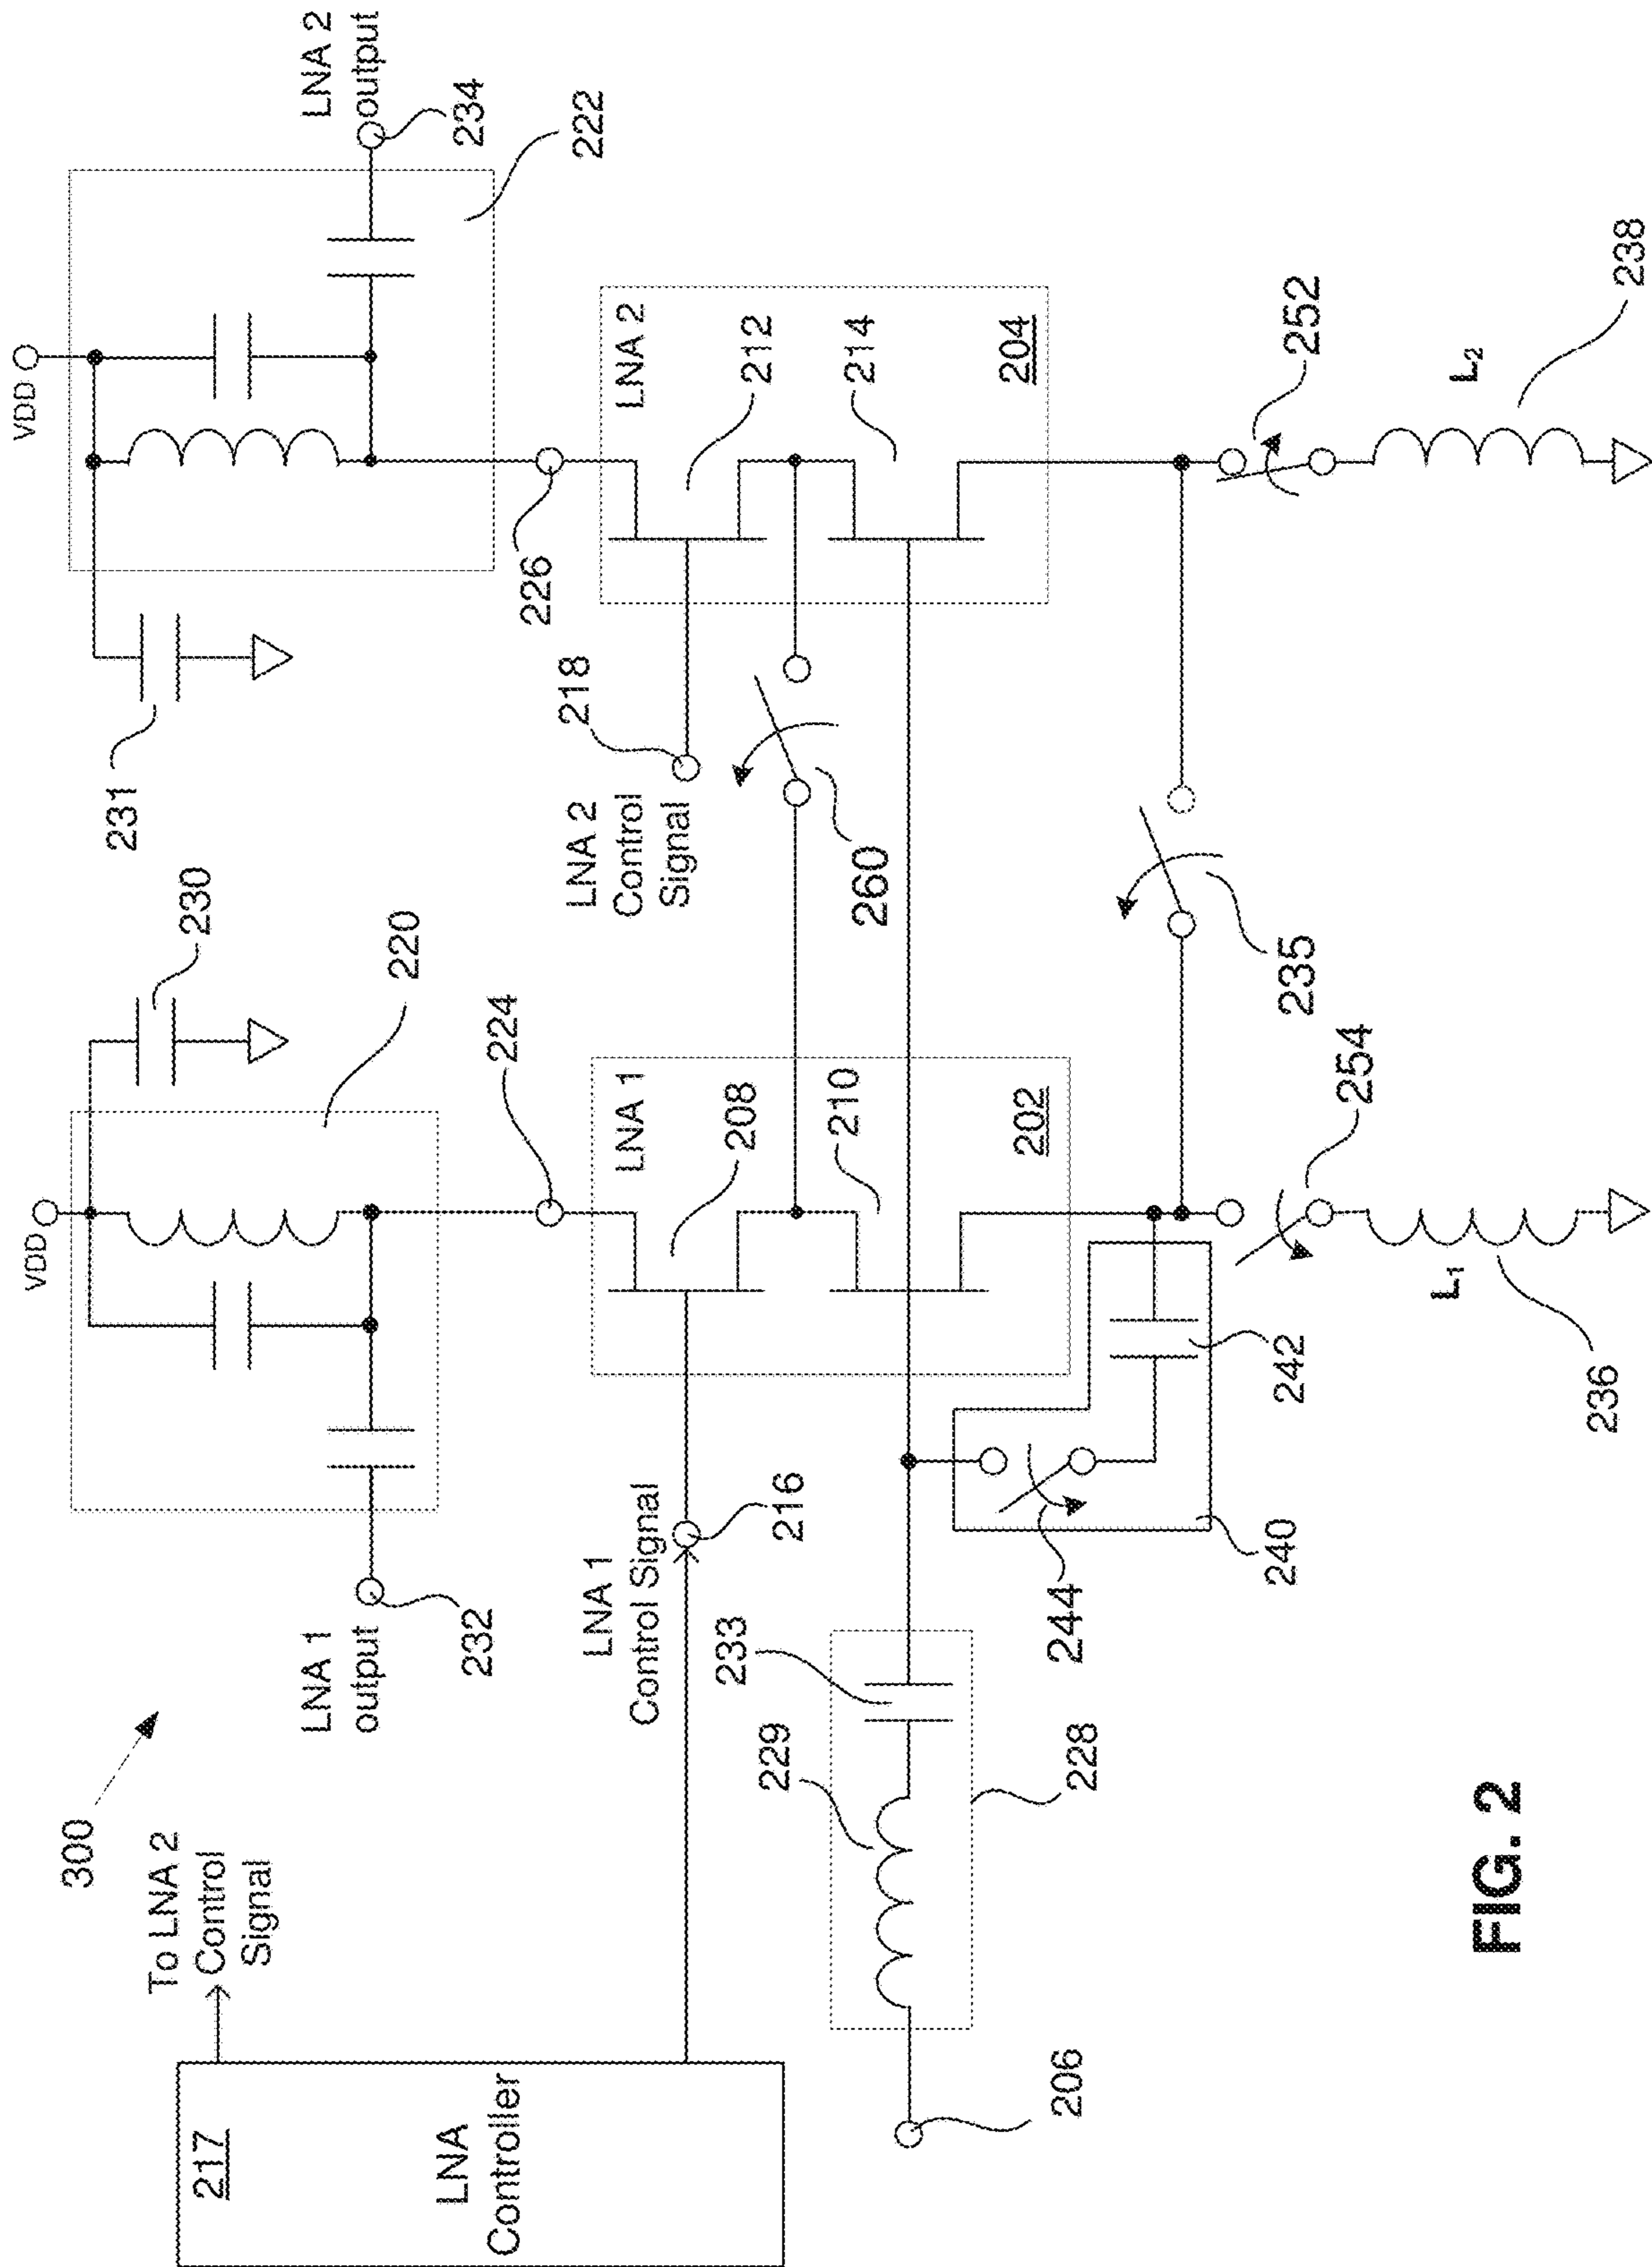 300
217
LNA
Controller
To LNA 2
Control
Signal
LNA 1
output
232
VDD
220
230
231
VDD
LNA 2
output
234
222
224
226
LNA 1
Control Signal
216
LNA 1
208
210
202
LNA 2
Control
Signal
218
260
LNA 2
212
214
204
206
229
233
228
244
240
242
235
254
L1
236
252
L2
238
FIG. 2